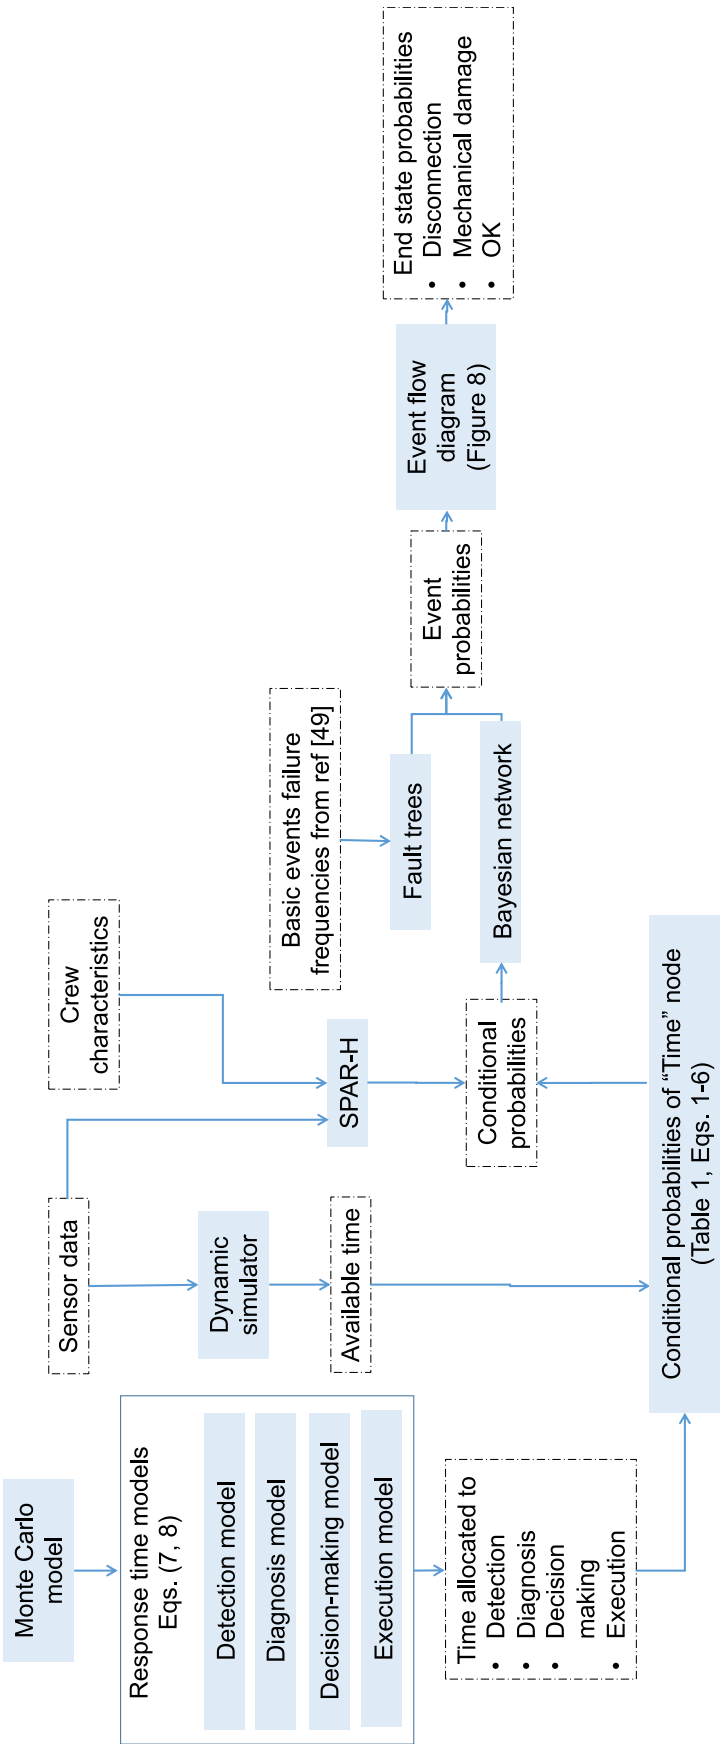 Monte Carlo
model
Response time models
Eqs. (7, 8)
Detection model
Diagnosis model
Decision-making model
Execution model
Time allocated to
• Detection
• Diagnosis
• Decision
making
• Execution
Sensor data
Dynamic
simulator
Available time
Crew
characteristics
SPAR-H
Conditional
probabilities
Conditional probabilities of “Time” node
(Table 1, Eqs. 1-6)
Basic events failure
frequencies from ref [49]
Fault trees
Bayesian network
Event
probabilities
Event flow
diagram
(Figure 8)
End state probabilities
• Disconnection
• Mechanical damage
• OK